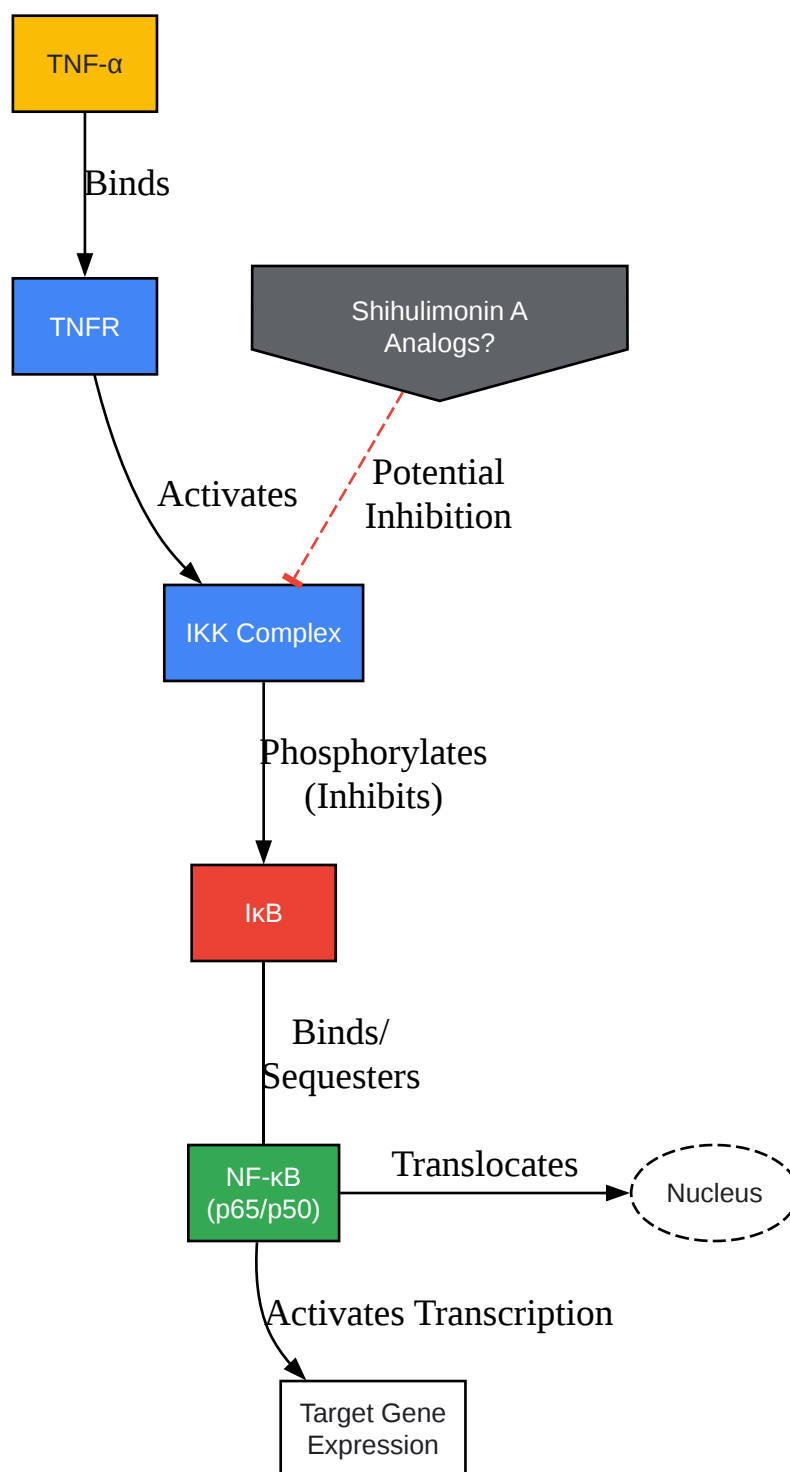 TNF-α
Binds
TNFR
Shihulimonin A
Analogs?
Activates
Potential
Inhibition
IKK Complex
Phosphorylates
(Inhibits)
IκB
Binds/
Sequesters
NF-κB
(p65/p50)
Translocates
Nucleus
Activates Transcription
Target Gene
Expression